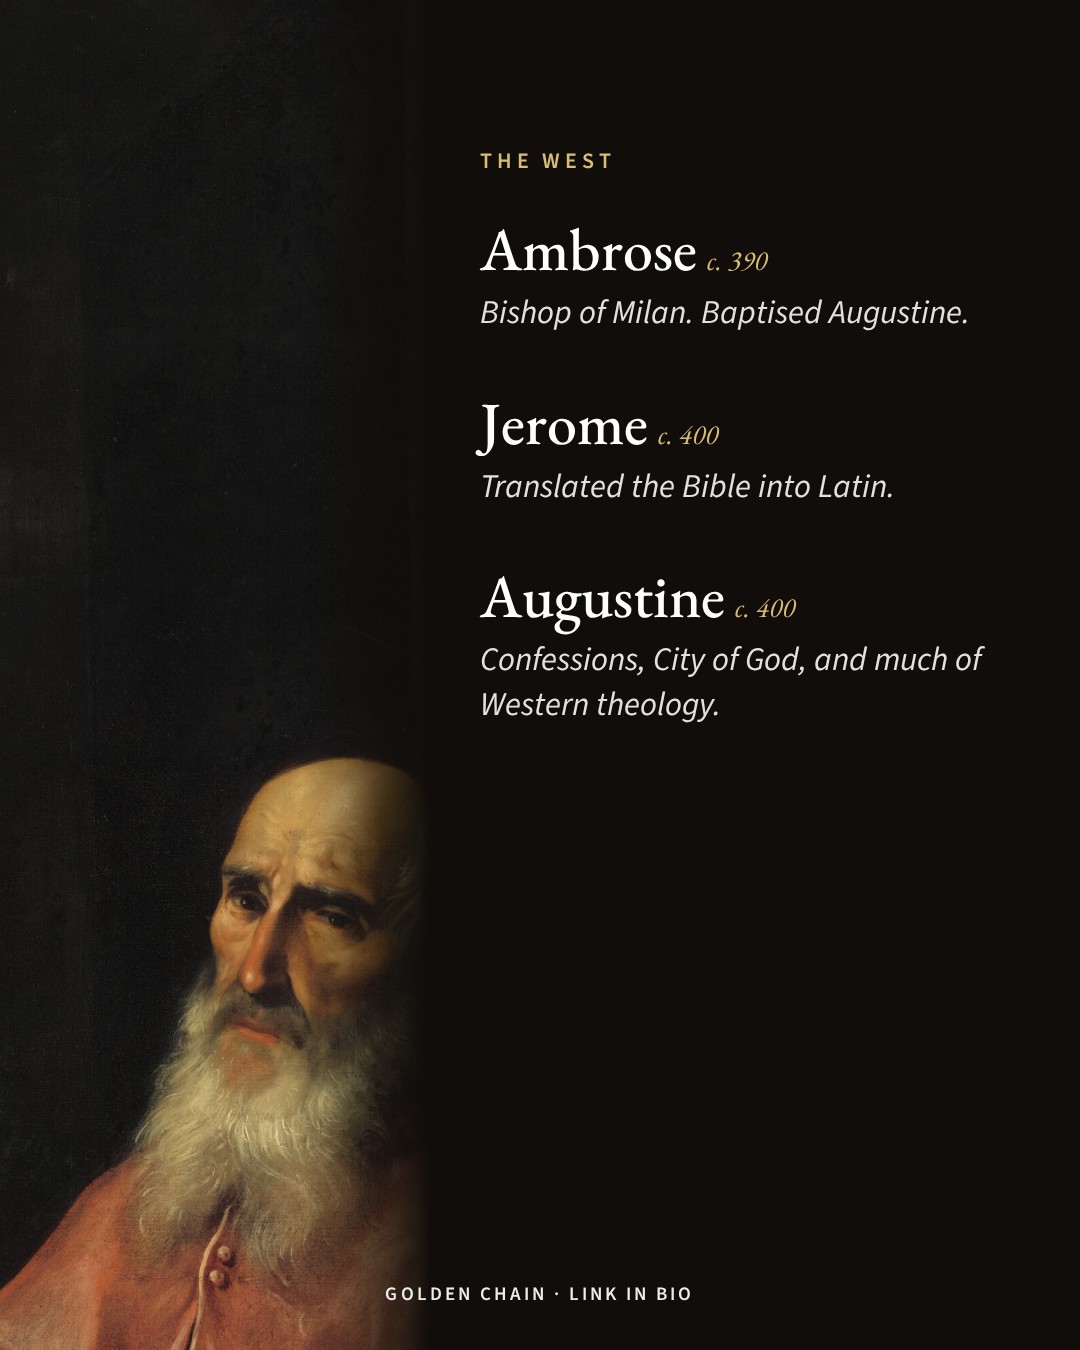 THE WEST
Ambrose c. 390
Bishop of Milan. Baptised Augustine.
Jerome c. 400
Translated the Bible into Latin.
Augustine c. 400
Confessions, City of God, and much of
Western theology.
GOLDEN CHAIN · LINK IN BIO